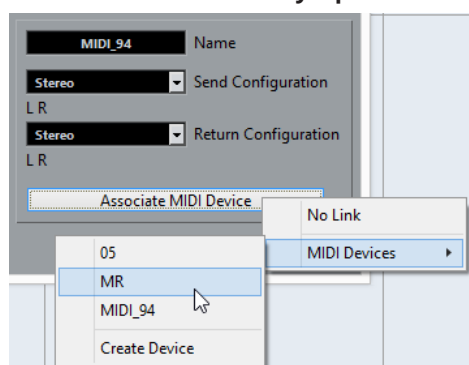 MIDI_94 Name
Stereo Send Configuration
L R
Stereo Return Configuration
L R
Associate MIDI Device
No Link
MIDI Devices
05
MR
MIDI_94
Create Device